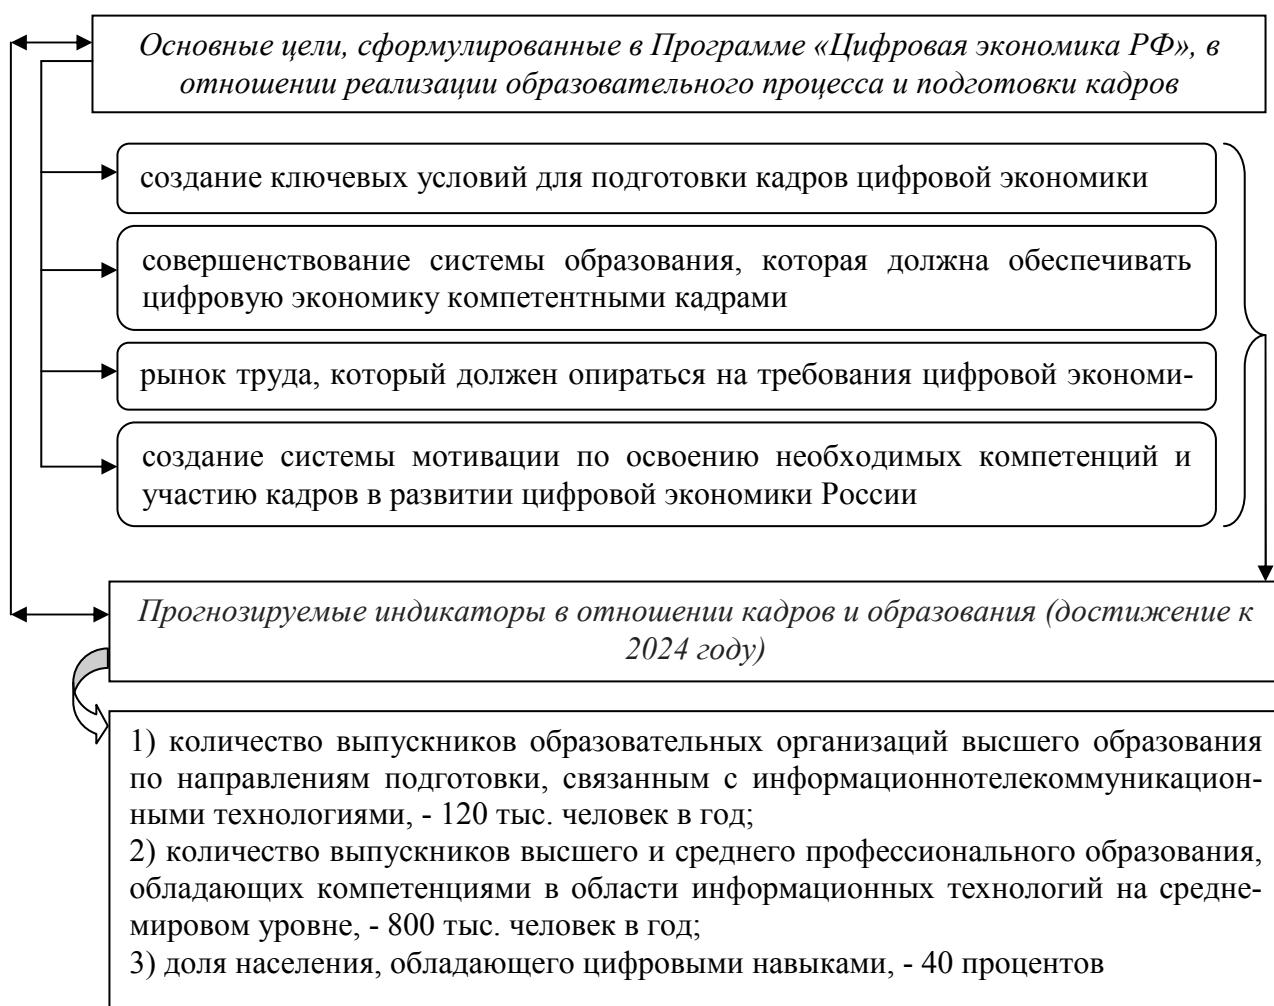 Основные цели, сформулированные в Программе «Цифровая экономика РФ», в
отношении реализации образовательного процесса и подготовки кадров
создание ключевых условий для подготовки кадров цифровой экономики
совершенствование системы образования, которая должна обеспечивать
цифровую экономику компетентными кадрами
рынок труда, который должен опираться на требования цифровой экономи-
создание системы мотивации по освоению необходимых компетенций и
участию кадров в развитии цифровой экономики России
Прогнозируемые индикаторы в отношении кадров и образования (достижение к
2024 году)
1) количество выпускников образовательных организаций высшего образования
по направлениям подготовки, связанным с информационнотелекоммуникацион-
ными технологиями, - 120 тыс. человек в год;
2) количество выпускников высшего и среднего профессионального образования,
обладающих компетенциями в области информационных технологий на средне-
мировом уровне, - 800 тыс. человек в год;
3) доля населения, обладающего цифровыми навыками, - 40 процентов